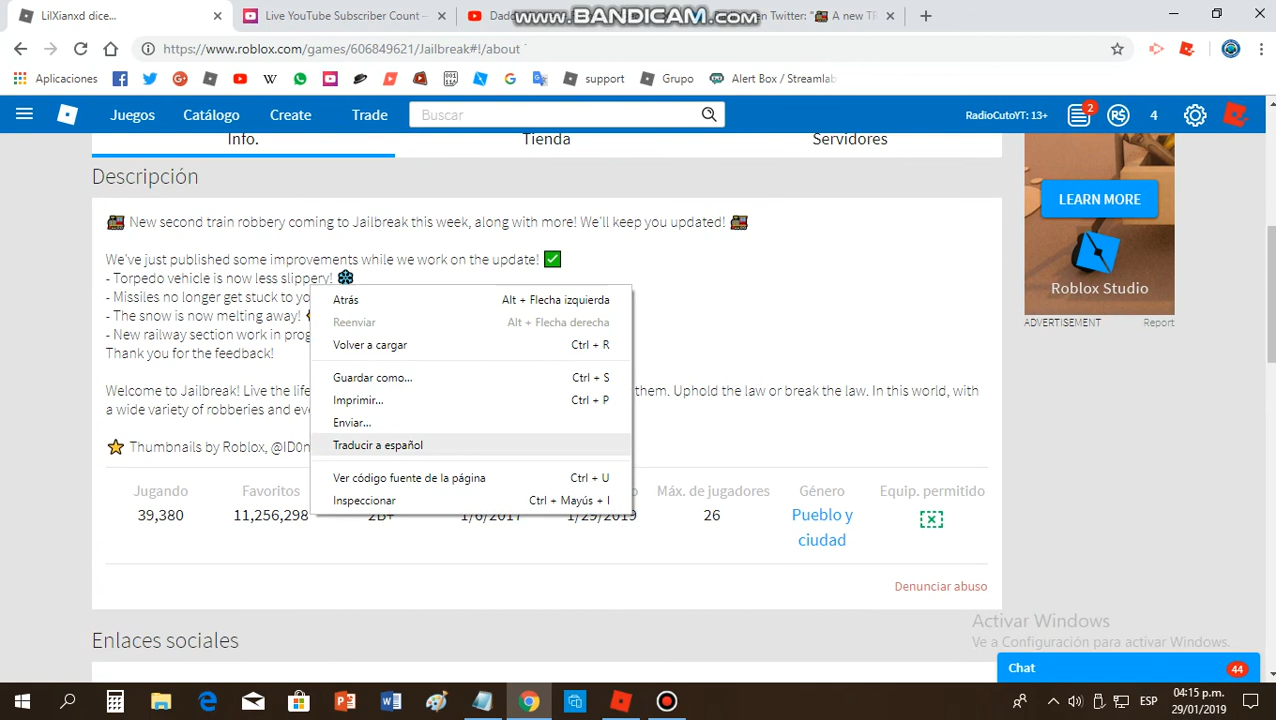 LilXianxd dice...
Live YouTube Subscriber Count --
www.BANDICAM.com
Twitter: "🚂 A new
https://www.roblox.com/games/606849621/Jailbreak#!/about
Aplicaciones
support
Grupo
Alert Box / Streamlab
Juegos
Catálogo
Create
Trade
Buscar
RadioCutoYT: 13+
2
R$
4
Info.
Tienda
Servidores
Descripción
🚂 New second train robbery coming to Jailbreak this week, along with more! We'll keep you updated! 🚂
We've just published some improvements while we work on the update! ✅
- Torpedo vehicle is now less slippery! ❄
- Missiles no longer get stuck to yo
- The snow is now melting away!
- New railway section work in prog
Thank you for the feedback!
Welcome to Jailbreak! Live the life
them. Uphold the law or break the law. In this world, with
a wide variety of robberies and eve
⭐ Thumbnails by Roblox, @ID0n
Atrás Alt + Flecha izquierda
Reenviar Alt + Flecha derecha
Volver a cargar Ctrl + R
Guardar como... Ctrl + S
Imprimir... Ctrl + P
Enviar...
Traducir a español
Ver código fuente de la página Ctrl + U
Inspeccionar Ctrl + Mayús + I
Jugando
Favoritos
Máx. de jugadores
Género
Equip. permitido
39,380
11,256,298
2B+
1/6/2017
1/29/2019
26
Pueblo y
ciudad
Denunciar abuso
Enlaces sociales
LEARN MORE
Roblox Studio
ADVERTISEMENT
Report
Activar Windows
Ve a Configuración para activar Windows.
Chat
44
ESP
04:15 p.m.
29/01/2019